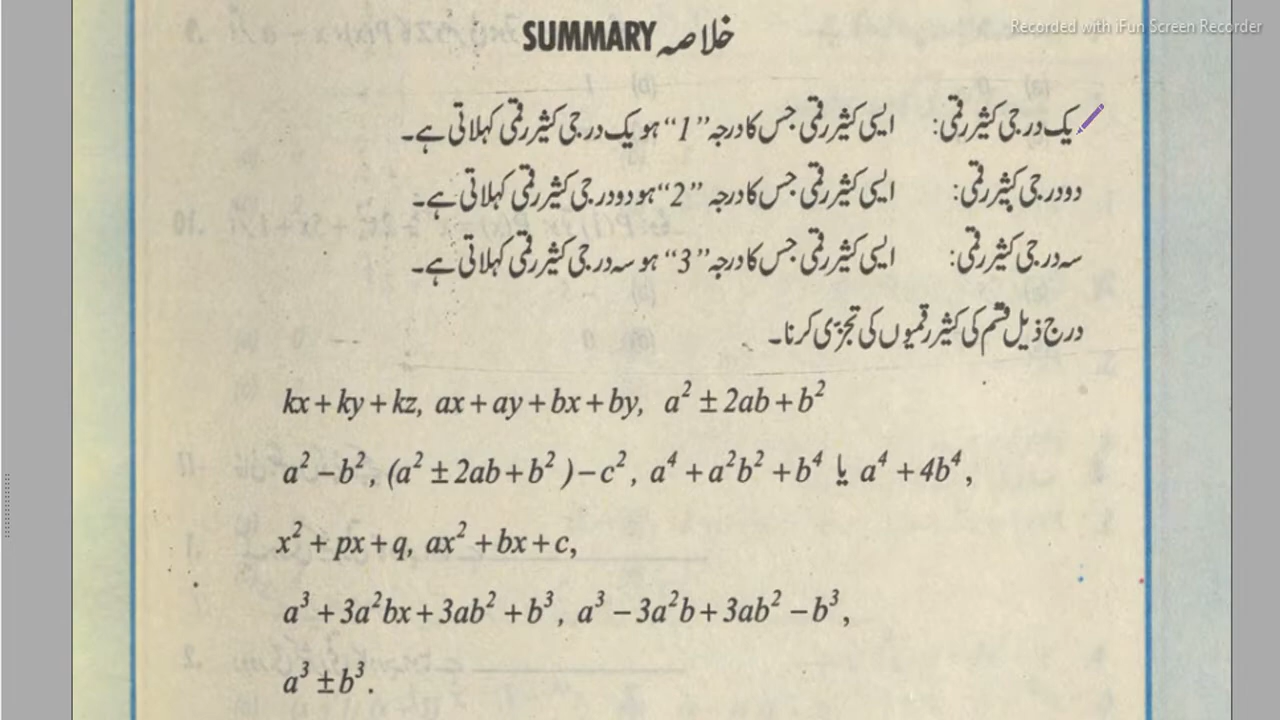 Recorded with iFun Screen Recorder
خلاصہ SUMMARY
یک درجی کثیر رقمی: ایسی کثیر رقمی جس کا درجہ "1" ہو یک درجی کثیر رقمی کہلاتی ہے۔
دو درجی کثیر رقمی: ایسی کثیر رقمی جس کا درجہ "2" ہو دو درجی کثیر رقمی کہلاتی ہے۔
سہ درجی کثیر رقمی: ایسی کثیر رقمی جس کا درجہ "3" ہو سہ درجی کثیر رقمی کہلاتی ہے۔
درج ذیل قسم کی کثیر رقمیوں کی تجزی کرنا۔
kx + ky + kz, ax + ay + bx + by, a² ± 2ab + b²
a² − b², (a² ± 2ab + b²) − c², a⁴ + a²b² + b⁴ یا a⁴ + 4b⁴,
x² + px + q, ax² + bx + c,
a³ + 3a²bx + 3ab² + b³, a³ − 3a²b + 3ab² − b³,
a³ ± b³.